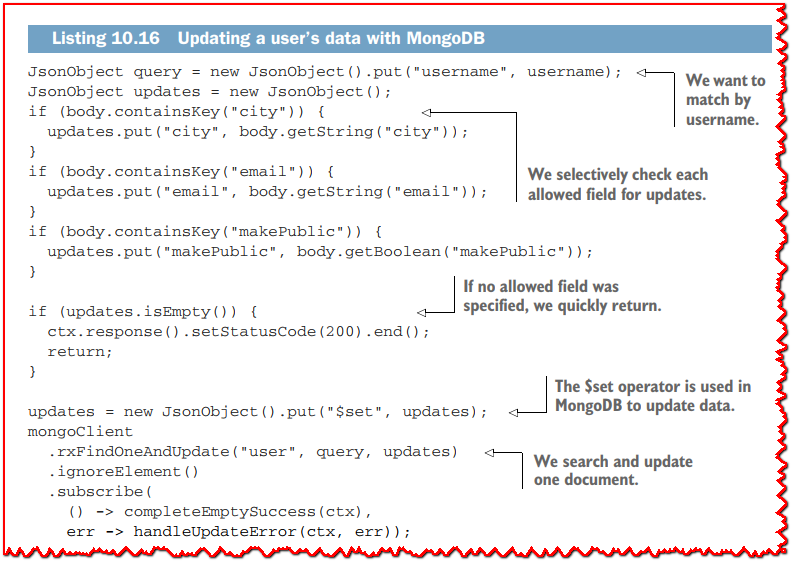 Listing 10.16 Updating a user's data with MongoDB
JsonObject query = new JsonObject().put("username", username);
We want to
match by
username.
JsonObject updates = new JsonObject();
if (body.containsKey("city")) {
updates.put("city", body.getString("city"));
}
We selectively check each
allowed field for updates.
if (body.containsKey("email")) {
updates.put("email", body.getString("email"));
}
if (body.containsKey("makePublic")) {
updates.put("makePublic", body.getBoolean("makePublic"));
}
If no allowed field was
specified, we quickly return.
if (updates.isEmpty()) {
ctx.response().setStatusCode(200).end();
return;
}
The $set operator is used in
MongoDB to update data.
updates = new JsonObject().put("$set", updates);
mongoClient
.rxFindOneAndUpdate("user", query, updates)
We search and update
one document.
.ignoreElement()
.subscribe(
() -> completeEmptySuccess(ctx),
err -> handleUpdateError(ctx, err));